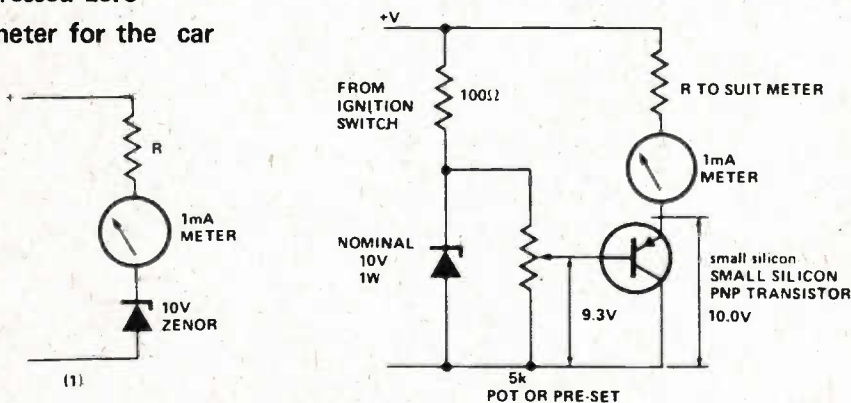 meter for the car
+
R
1mA
METER
10V
ZENOR
(1)
+V
FROM
IGNITION
SWITCH
100Ω
R TO SUIT METER
1mA
METER
NOMINAL
10V
1W
9.3V
small silicon
SMALL SILICON
PNP TRANSISTOR
10.0V
5k
POT OR PRE-SET